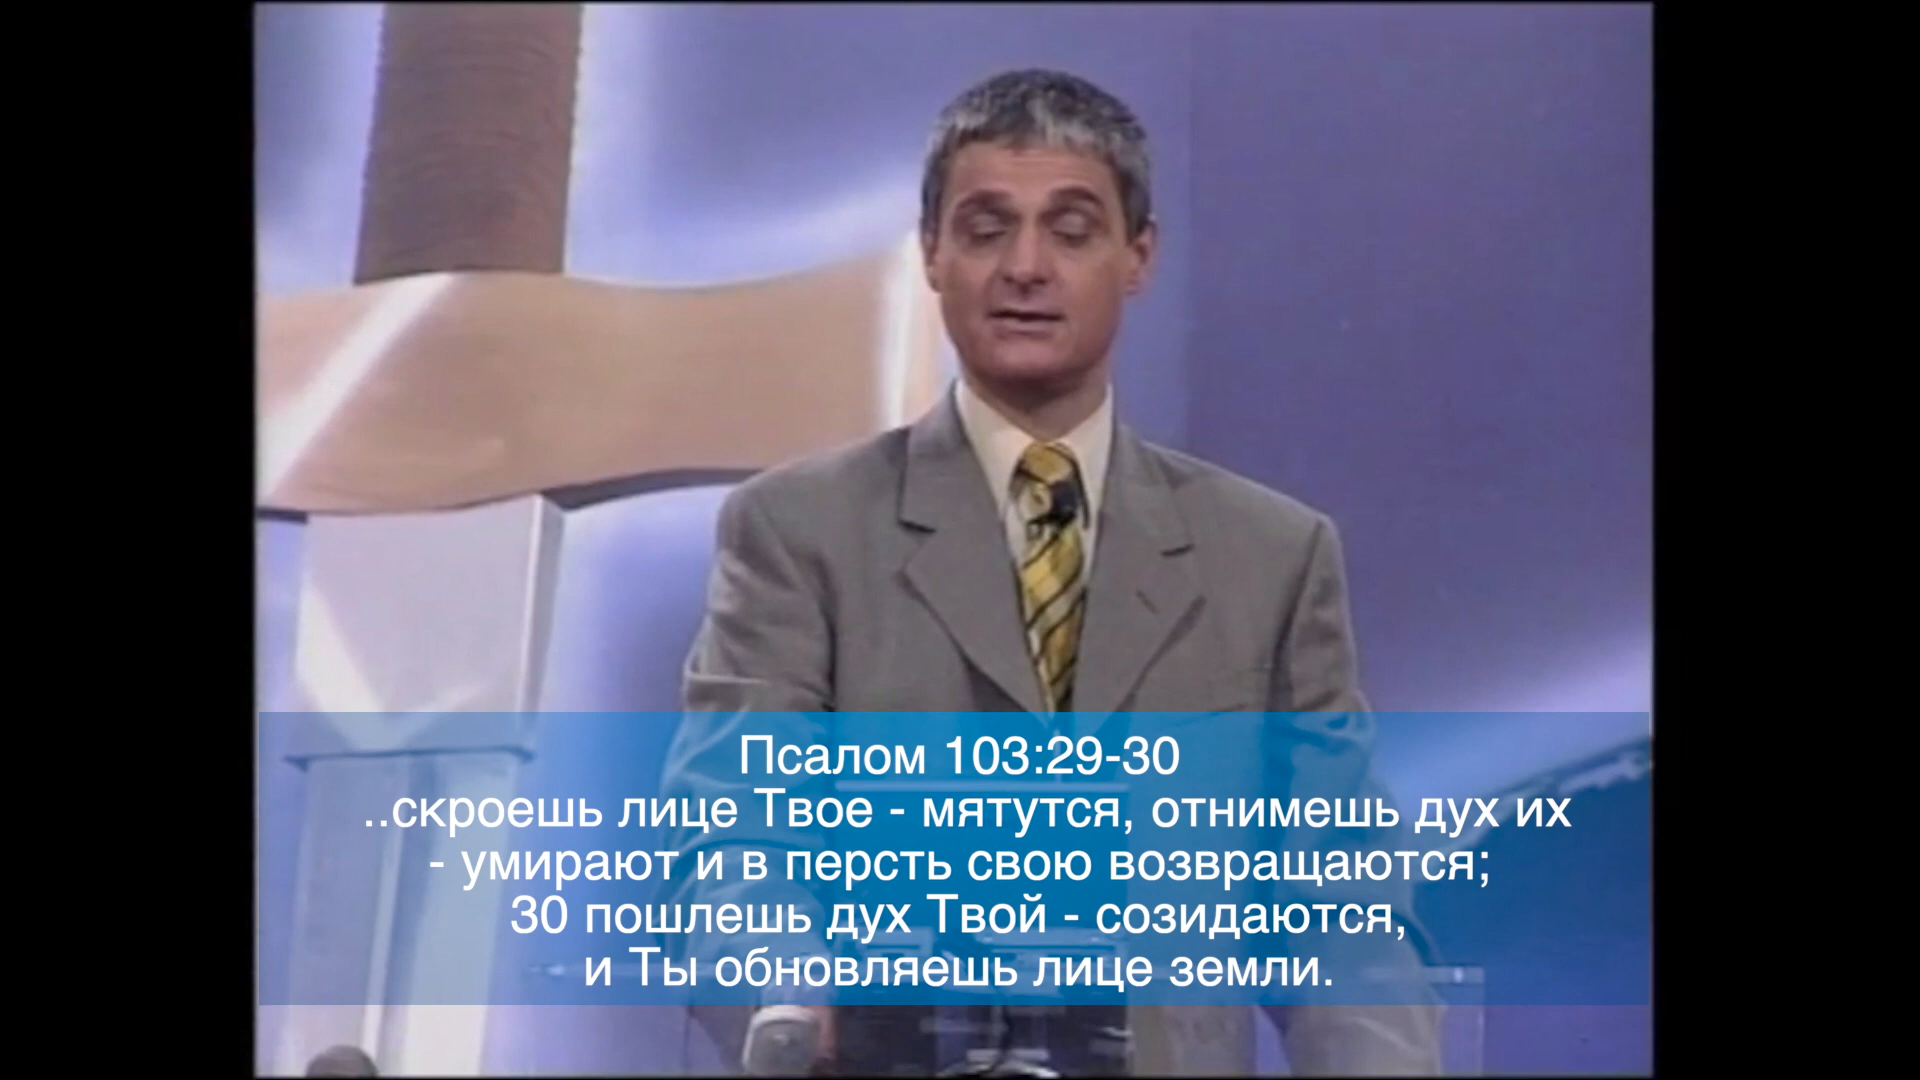 Псалом 103:29-30
..скроешь лице Твое - мятутся, отнимешь дух их
- умирают и в персть свою возвращаются;
30 пошлешь дух Твой - созидаются,
и Ты обновляешь лице земли.